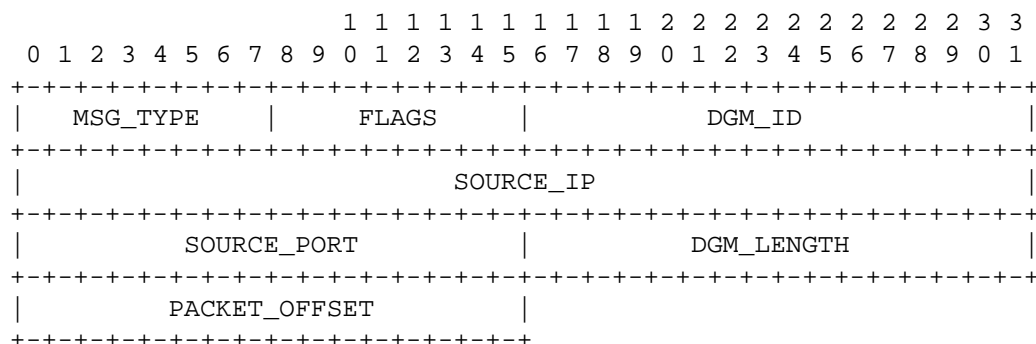 1 1 1 1 1 1 1 1 1 1 2 2 2 2 2 2 2 2 2 2 3 3
 0 1 2 3 4 5 6 7 8 9 0 1 2 3 4 5 6 7 8 9 0 1 2 3 4 5 6 7 8 9 0 1
+-+-+-+-+-+-+-+-+-+-+-+-+-+-+-+-+-+-+-+-+-+-+-+-+-+-+-+-+-+-+-+-+
|   MSG_TYPE    |     FLAGS     |           DGM_ID              |
+-+-+-+-+-+-+-+-+-+-+-+-+-+-+-+-+-+-+-+-+-+-+-+-+-+-+-+-+-+-+-+-+
|                           SOURCE_IP                           |
+-+-+-+-+-+-+-+-+-+-+-+-+-+-+-+-+-+-+-+-+-+-+-+-+-+-+-+-+-+-+-+-+
|          SOURCE_PORT          |          DGM_LENGTH           |
+-+-+-+-+-+-+-+-+-+-+-+-+-+-+-+-+-+-+-+-+-+-+-+-+-+-+-+-+-+-+-+-+
|         PACKET_OFFSET         |
+-+-+-+-+-+-+-+-+-+-+-+-+-+-+-+-+